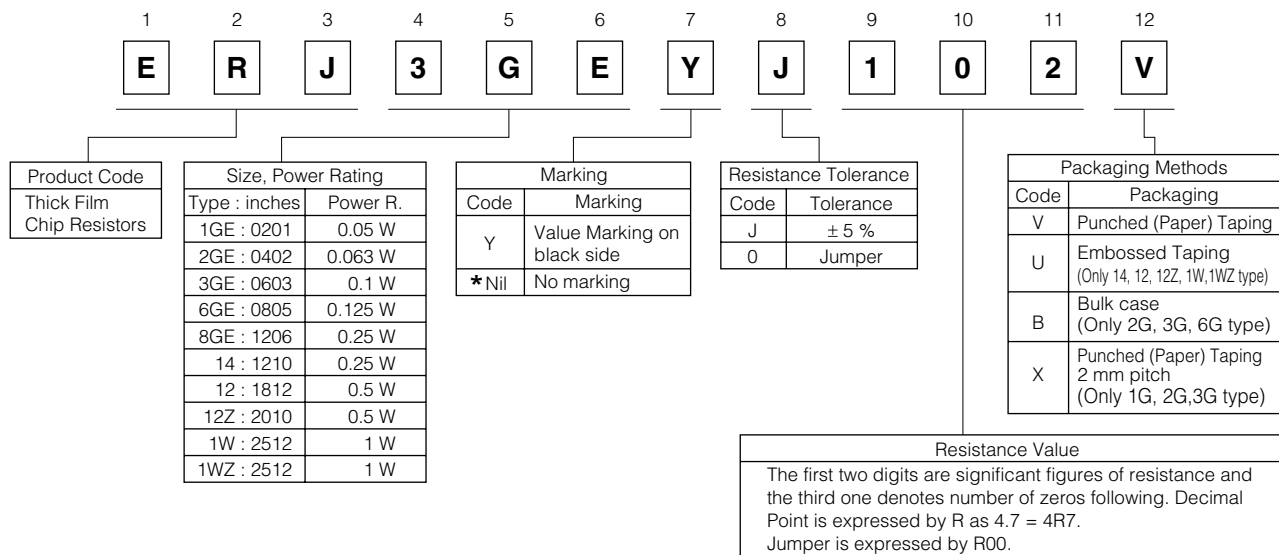 1 2 3 4 5 6 7 8 9 10 11 12
E R J 3 G E Y J 1 0 2 V
Product Code
Thick Film
Chip Resistors
Size, Power Rating
Type : inches Power R.
1GE : 0201 0.05 W
2GE : 0402 0.063 W
3GE : 0603 0.1 W
6GE : 0805 0.125 W
8GE : 1206 0.25 W
14 : 1210 0.25 W
12 : 1812 0.5 W
12Z : 2010 0.5 W
1W : 2512 1 W
1WZ : 2512 1 W
Marking
Code Marking
Y Value Marking on
black side
*Nil No marking
Resistance Tolerance
Code Tolerance
J ± 5 %
0 Jumper
Packaging Methods
Code Packaging
V Punched (Paper) Taping
U Embossed Taping
(Only 14, 12, 12Z, 1W,1WZ type)
B Bulk case
(Only 2G, 3G, 6G type)
X Punched (Paper) Taping
2 mm pitch
(Only 1G, 2G,3G type)
Resistance Value
The first two digits are significant figures of resistance and
the third one denotes number of zeros following. Decimal
Point is expressed by R as 4.7 = 4R7.
Jumper is expressed by R00.